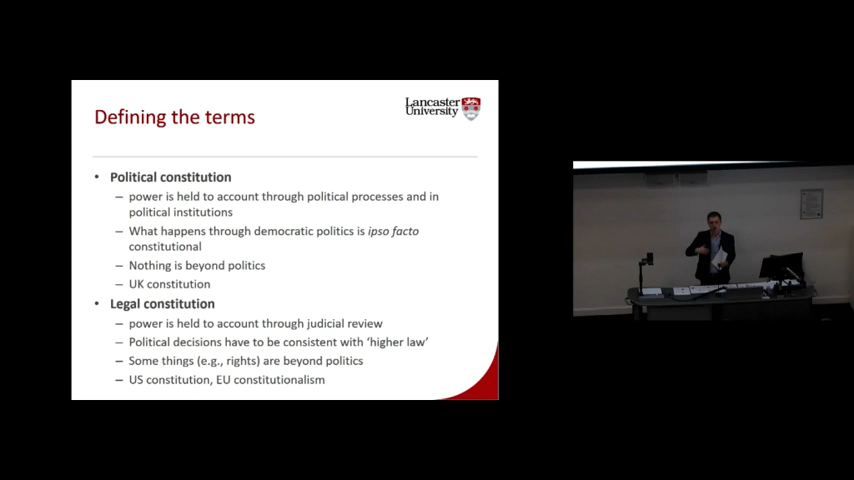 Defining the terms
Lancaster
University
• Political constitution
– power is held to account through political processes and in
political institutions
– What happens through democratic politics is ipso facto
constitutional
– Nothing is beyond politics
– UK constitution
• Legal constitution
– power is held to account through judicial review
– Political decisions have to be consistent with ‘higher law’
– Some things (e.g., rights) are beyond politics
– US constitution, EU constitutionalism